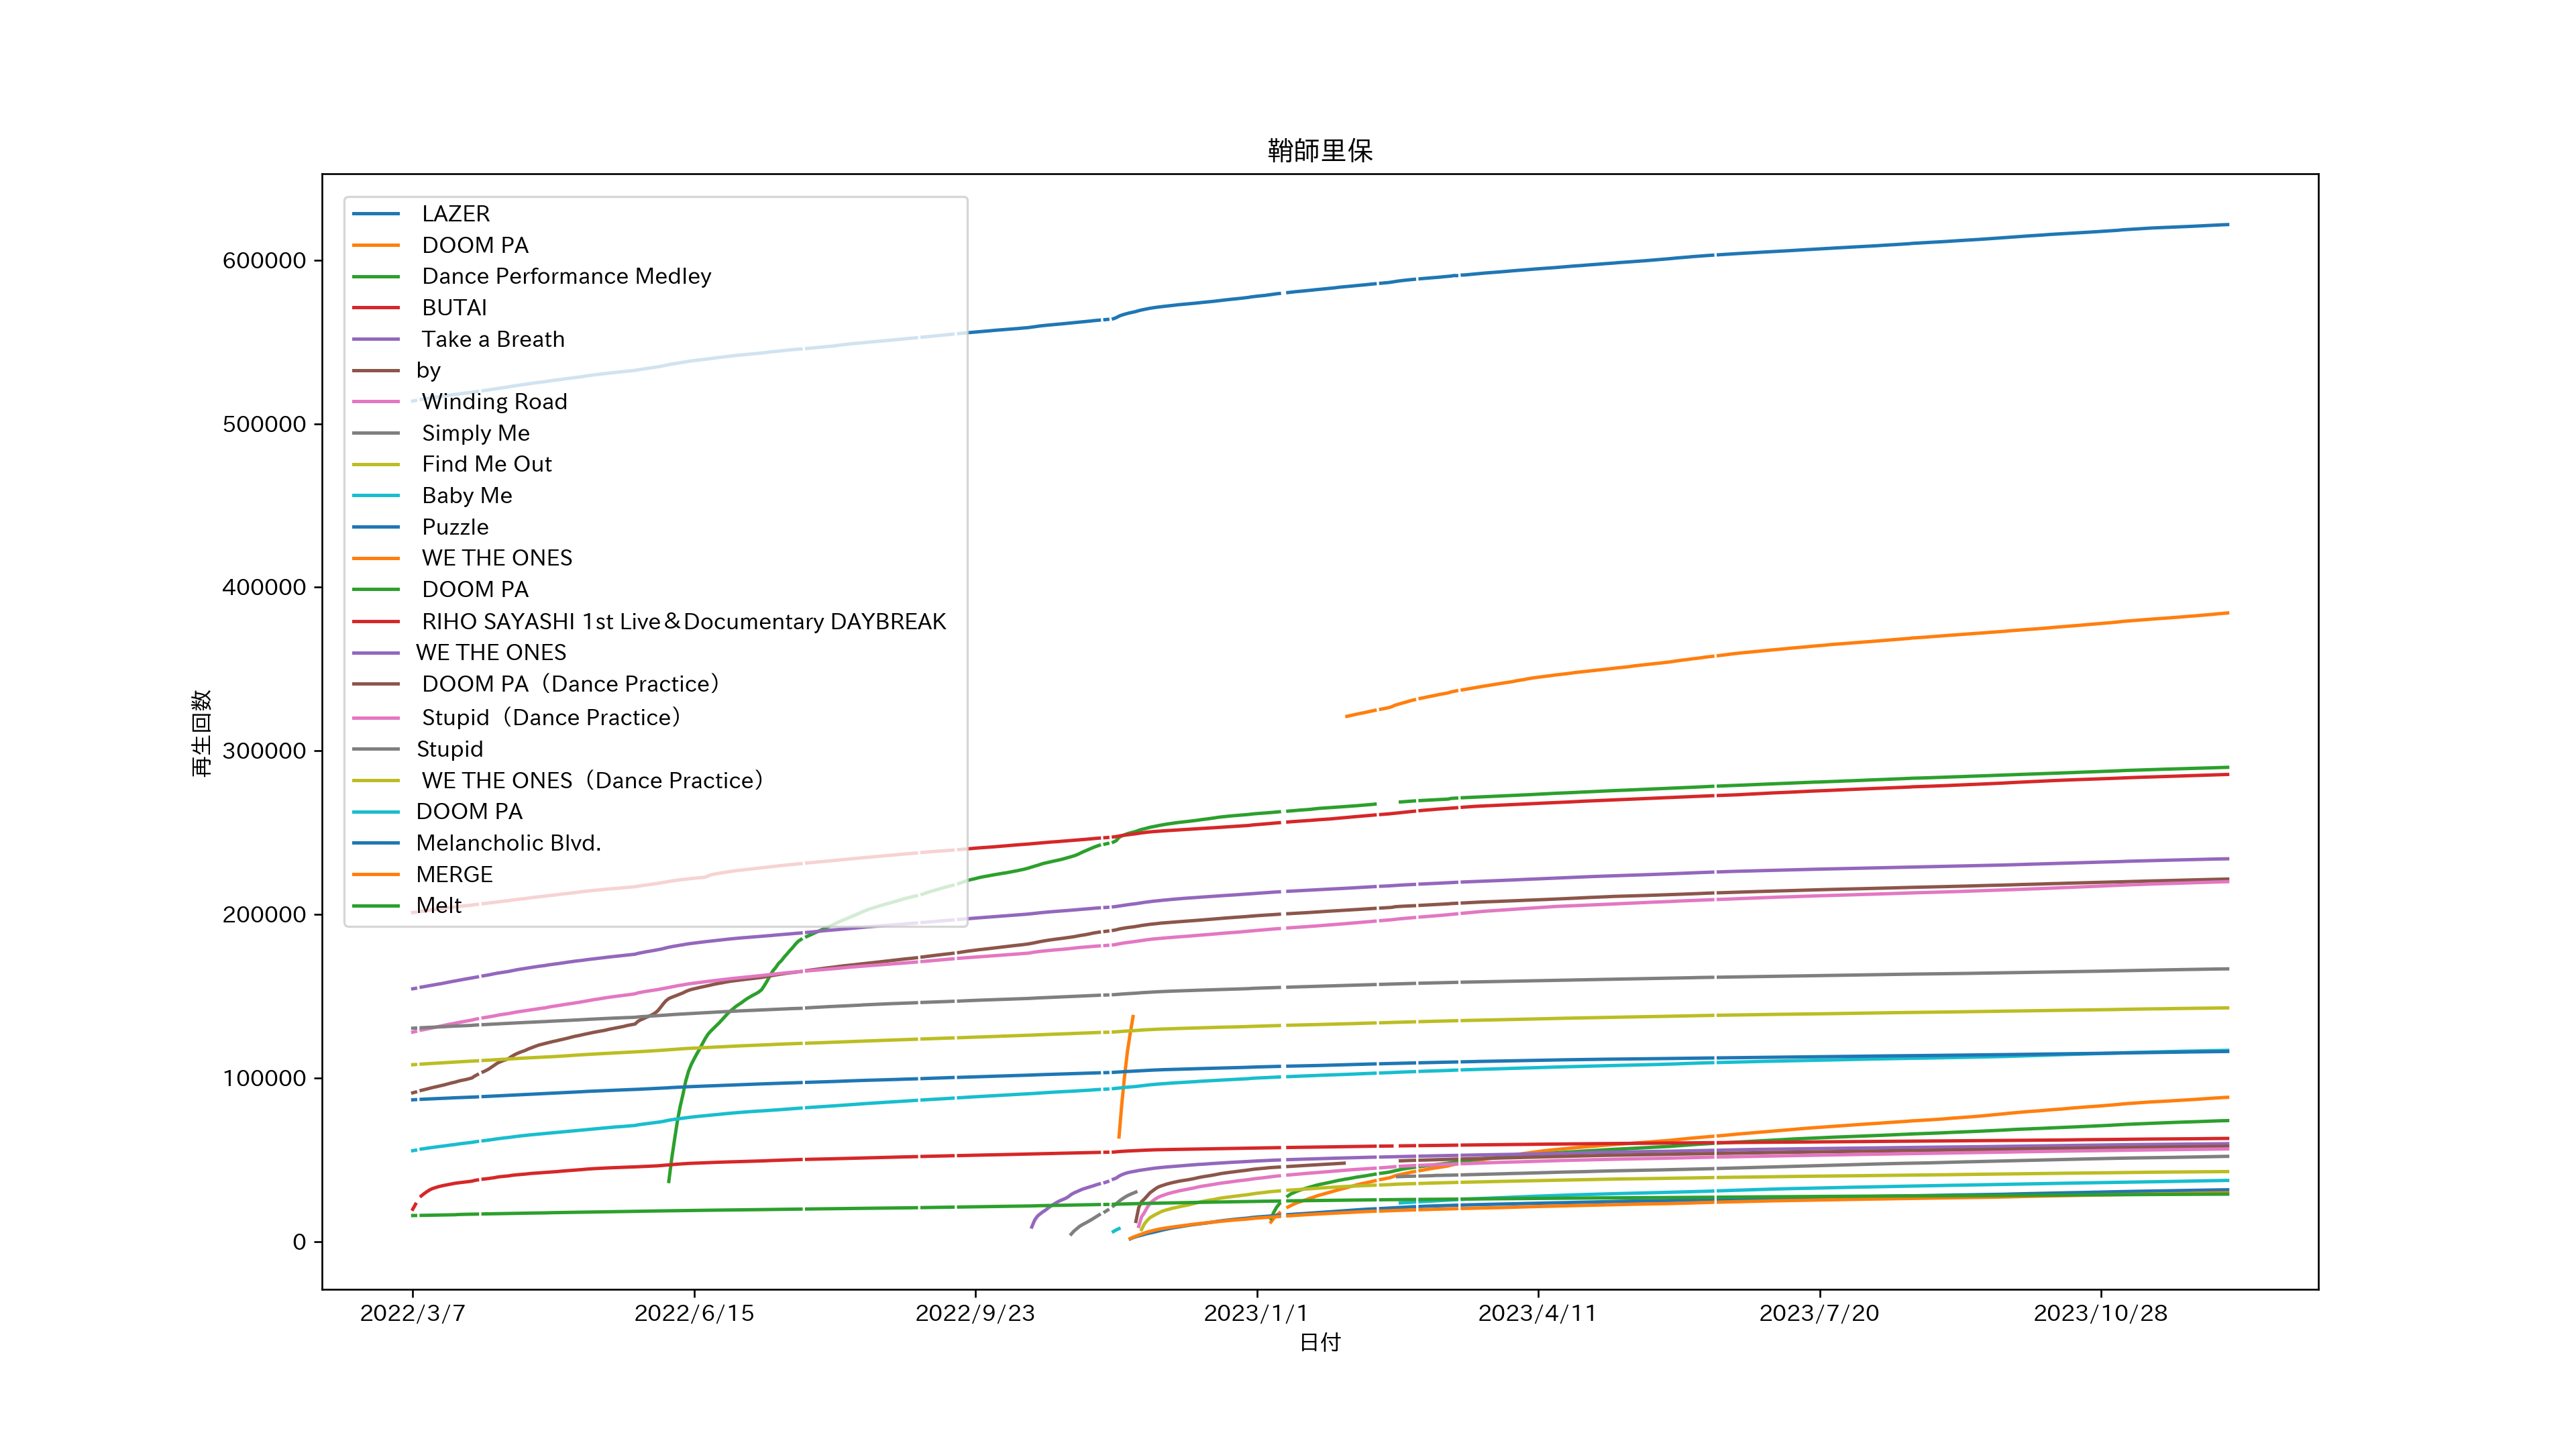 鞘師里保
再生回数
600000
500000
400000
300000
200000
100000
0
LAZER
DOOM PA
Dance Performance Medley
BUTAI
Take a Breath
by
Winding Road
Simply Me
Find Me Out
Baby Me
Puzzle
WE THE ONES
DOOM PA
RIHO SAYASHI 1st Live＆Documentary DAYBREAK
WE THE ONES
DOOM PA（Dance Practice）
Stupid（Dance Practice）
Stupid
WE THE ONES（Dance Practice）
DOOM PA
Melancholic Blvd.
MERGE
Melt
2022/3/7 2022/6/15 2022/9/23 2023/1/1 2023/4/11 2023/7/20 2023/10/28
日付